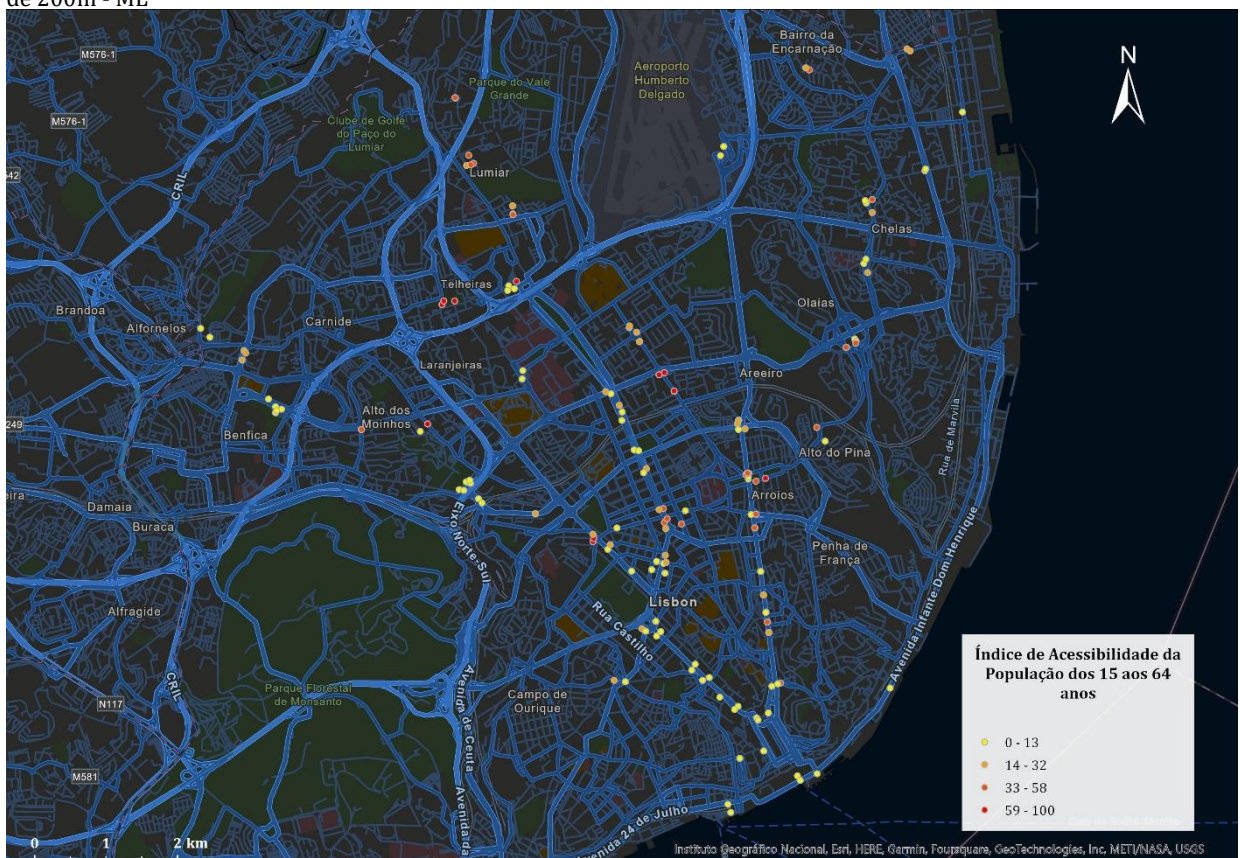 de 200m - ML
M576-1
Bairro da
Encarnação
Aeroporto
Humberto
Delgado
N
Parque do Vale
Grande
M576-1
Clube de Golfe
do Paço do
Lumiar
Lumiar
CRIL
Chelas
Telheiras
Brandoa
Olaias
Alfornelos
Carnide
Laranjeiras
Areeiro
Alto dos
Moinhos
249
Benfica
Alto do Pina
Rua de Marvila
Damaia
Arroios
Buraca
Eixo Norte-Sul
Penha de
França
Avenida Infante Dom Henrique
Lisbon
Alfragide
Rua Castilho
CRIL
Parque Florestal
de Monsanto
N117
Avenida de Ceuta
Campo de
Ourique
M581
Avenida da
Avenida 24 de Julho
Índice de Acessibilidade da
População dos 15 aos 64
anos
0 - 13
14 - 32
33 - 58
59 - 100
0 1 2 km
Instituto Geográfico Nacional, Esri, HERE, Garmin, Foursquare, GeoTechnologies, Inc, METI/NASA, USGS